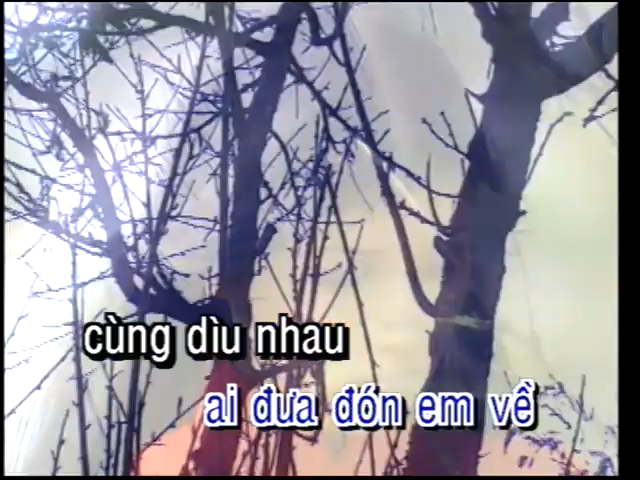 cùng dìu nhau
ai đưa đón em về